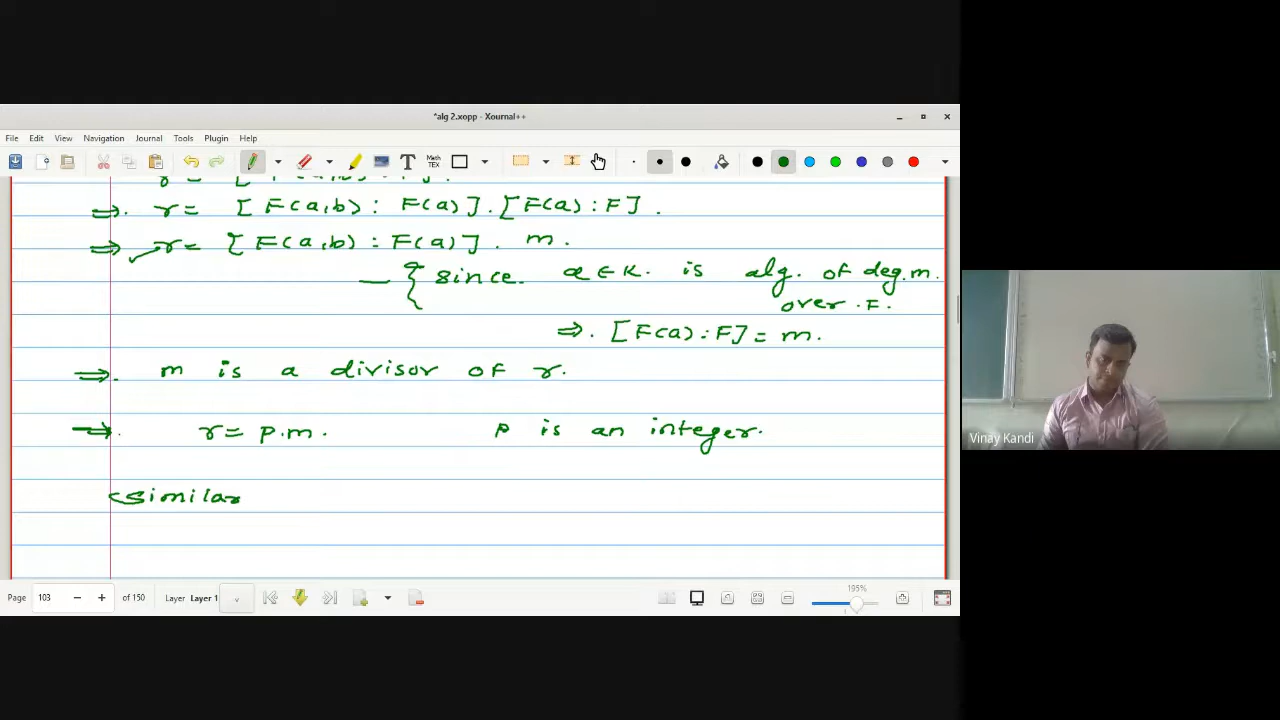 *alg 2.xopp - Xournal++
File Edit View Navigation Journal Tools Plugin Help
⇒. r = [F(a,b) : F(a)] . [F(a) : F] .
⇒ r = [F(a,b) : F(a)] . m .
— { since. a ∈ K. is alg. of deg. m.
over . F.
⇒. [F(a) : F] = m.
⇒. m is a divisor of r.
⇒. r = p.m. p is an integer.
similar
Vinay Kandi
Page 103 of 150 Layer Layer 1 195%